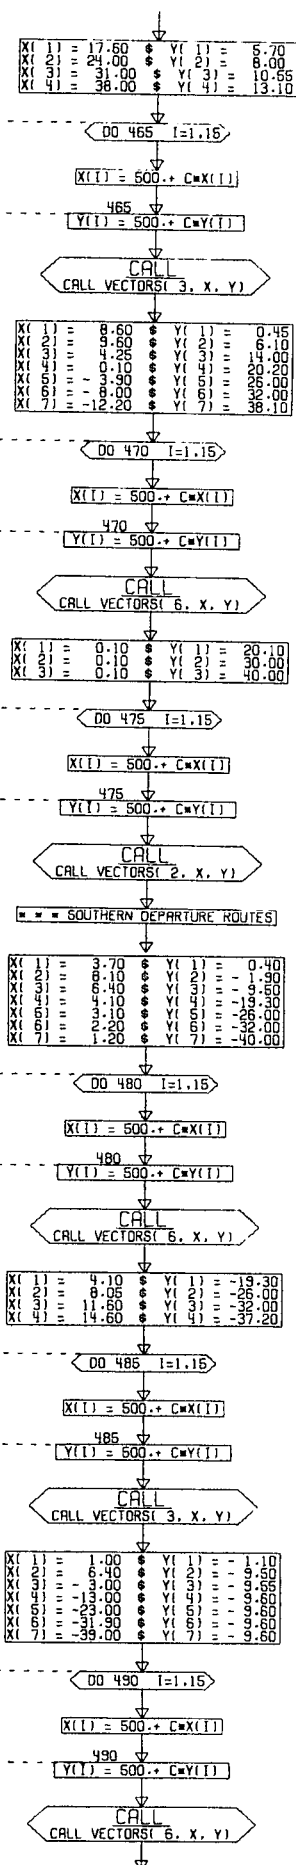 X( 1) = 17.60 $ Y( 1) = 5.70
X( 2) = 24.00 $ Y( 2) = 8.00
X( 3) = 31.00 $ Y( 3) = 10.55
X( 4) = 38.00 $ Y( 4) = 13.10
DO 465 I=1,15
X(I) = 500.+ C*X(I)
465
Y(I) = 500.+ C*Y(I)
CALL
CALL VECTORS( 3, X, Y)
X( 1) = 8.60 $ Y( 1) = 0.45
X( 2) = 9.60 $ Y( 2) = 6.10
X( 3) = 4.25 $ Y( 3) = 14.00
X( 4) = 0.10 $ Y( 4) = 20.20
X( 5) = - 3.90 $ Y( 5) = 26.00
X( 6) = - 8.00 $ Y( 6) = 32.00
X( 7) = -12.20 $ Y( 7) = 38.10
DO 470 I=1,15
X(I) = 500.+ C*X(I)
470
Y(I) = 500.+ C*Y(I)
CALL
CALL VECTORS( 6, X, Y)
X( 1) = 0.10 $ Y( 1) = 20.10
X( 2) = 0.10 $ Y( 2) = 30.00
X( 3) = 0.10 $ Y( 3) = 40.00
DO 475 I=1,15
X(I) = 500.+ C*X(I)
475
Y(I) = 500.+ C*Y(I)
CALL
CALL VECTORS( 2, X, Y)
* * * SOUTHERN DEPARTURE ROUTES
X( 1) = 3.70 $ Y( 1) = 0.40
X( 2) = 8.10 $ Y( 2) = - 1.90
X( 3) = 6.40 $ Y( 3) = - 9.50
X( 4) = 4.10 $ Y( 4) = -19.30
X( 5) = 3.10 $ Y( 5) = -26.00
X( 6) = 2.20 $ Y( 6) = -32.00
X( 7) = 1.20 $ Y( 7) = -40.00
DO 480 I=1,15
X(I) = 500.+ C*X(I)
480
Y(I) = 500.+ C*Y(I)
CALL
CALL VECTORS( 6, X, Y)
X( 1) = 4.10 $ Y( 1) = -19.30
X( 2) = 8.05 $ Y( 2) = -26.00
X( 3) = 11.60 $ Y( 3) = -32.00
X( 4) = 14.60 $ Y( 4) = -37.20
DO 485 I=1,15
X(I) = 500.+ C*X(I)
485
Y(I) = 500.+ C*Y(I)
CALL
CALL VECTORS( 3, X, Y)
X( 1) = 1.00 $ Y( 1) = - 1.10
X( 2) = 6.40 $ Y( 2) = - 9.50
X( 3) = - 3.00 $ Y( 3) = - 9.55
X( 4) = -13.00 $ Y( 4) = - 9.60
X( 5) = -23.00 $ Y( 5) = - 9.60
X( 6) = -31.90 $ Y( 6) = - 9.60
X( 7) = -39.00 $ Y( 7) = - 9.60
DO 490 I=1,15
X(I) = 500.+ C*X(I)
490
Y(I) = 500.+ C*Y(I)
CALL
CALL VECTORS( 6, X, Y)